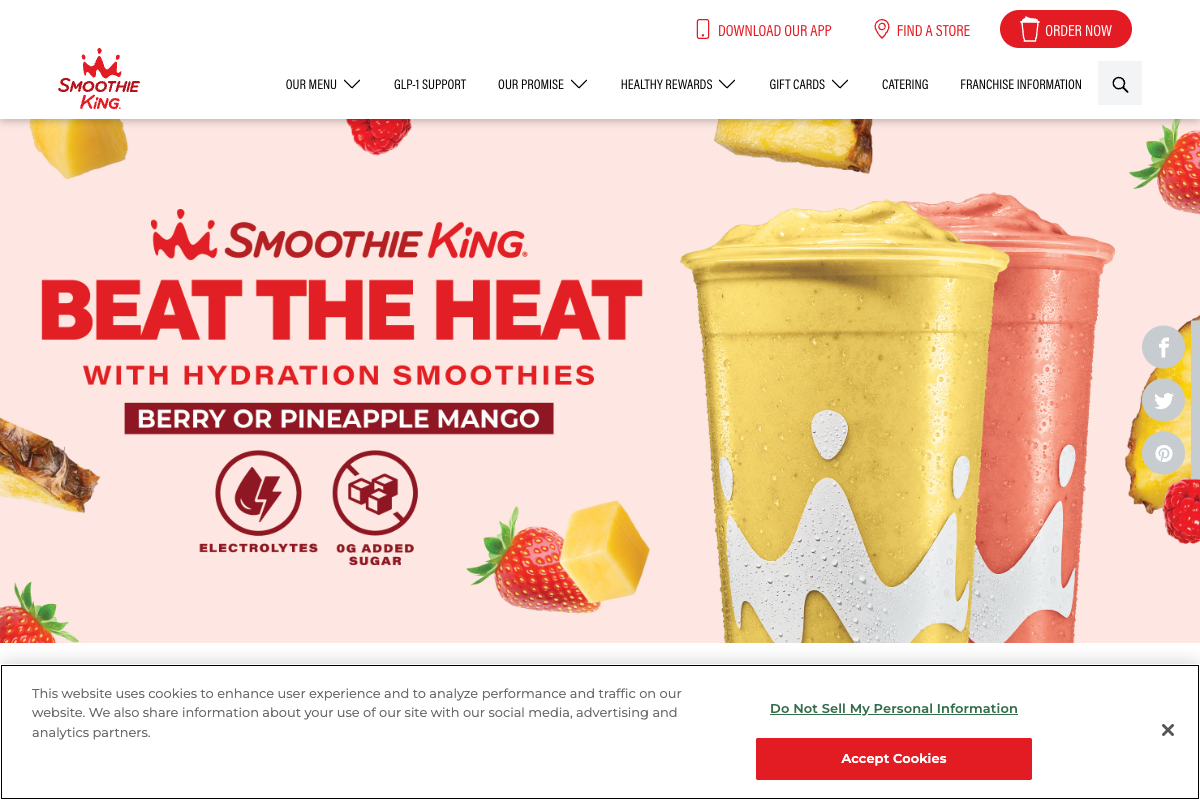 DOWNLOAD OUR APP
FIND A STORE
ORDER NOW
SMOOTHIE
KING
OUR MENU
GLP-1 SUPPORT
OUR PROMISE
HEALTHY REWARDS
GIFT CARDS
CATERING
FRANCHISE INFORMATION
SMOOTHIE KING®
BEAT THE HEAT
WITH HYDRATION SMOOTHIES
BERRY OR PINEAPPLE MANGO
ELECTROLYTES
0G ADDED
SUGAR
This website uses cookies to enhance user experience and to analyze performance and traffic on our
website. We also share information about your use of our site with our social media, advertising and
analytics partners.
Do Not Sell My Personal Information
Accept Cookies